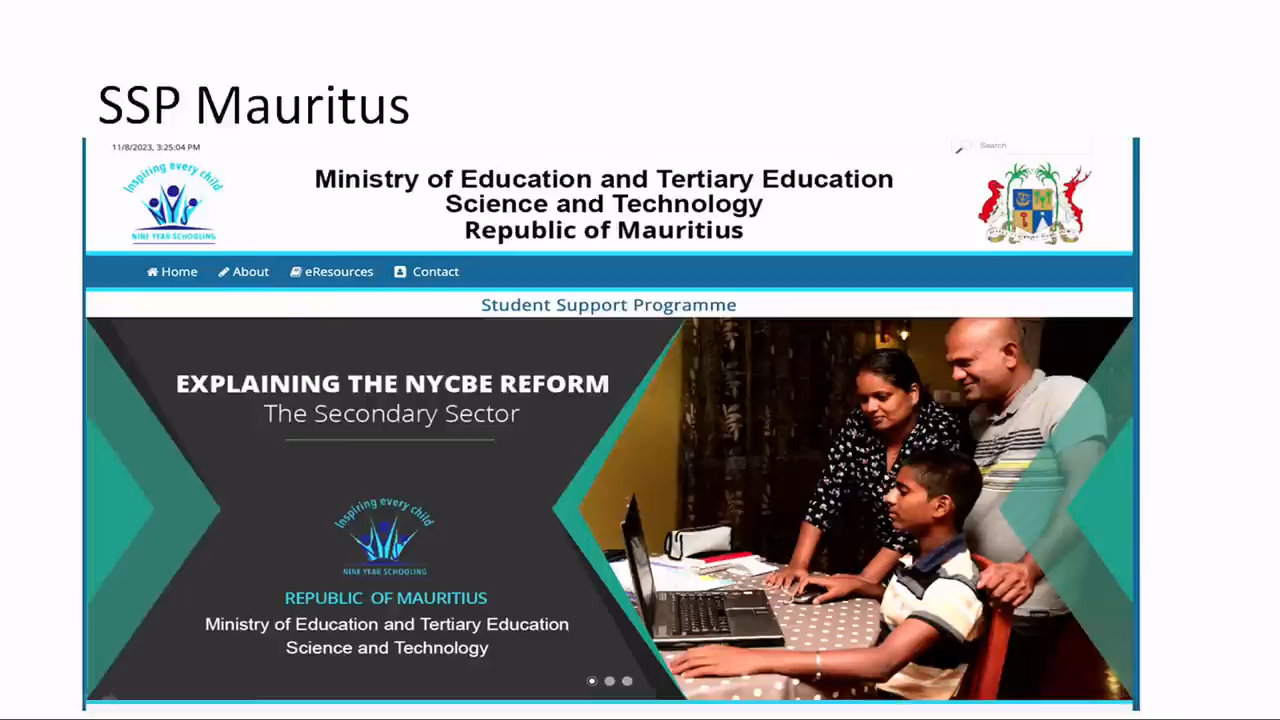 SSP Mauritus
11/8/2023, 3:25:04 PM
Search
Inspiring every child
NINE YEAR SCHOOLING
Ministry of Education and Tertiary Education
Science and Technology
Republic of Mauritius
Home About eResources Contact
Student Support Programme
EXPLAINING THE NYCBE REFORM
The Secondary Sector
Inspiring every child
NINE YEAR SCHOOLING
REPUBLIC OF MAURITIUS
Ministry of Education and Tertiary Education
Science and Technology